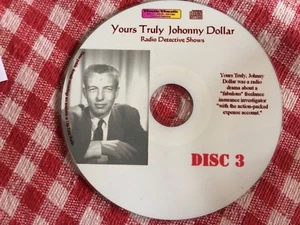 Yours Truly Johonny Dollar
Radio Detective Shows
Yours Truly, Johnny
Dollar was a radio
drama about a
"fabulous" freelance
insurance investigator
"with the action-packed
expense account."
DISC 3